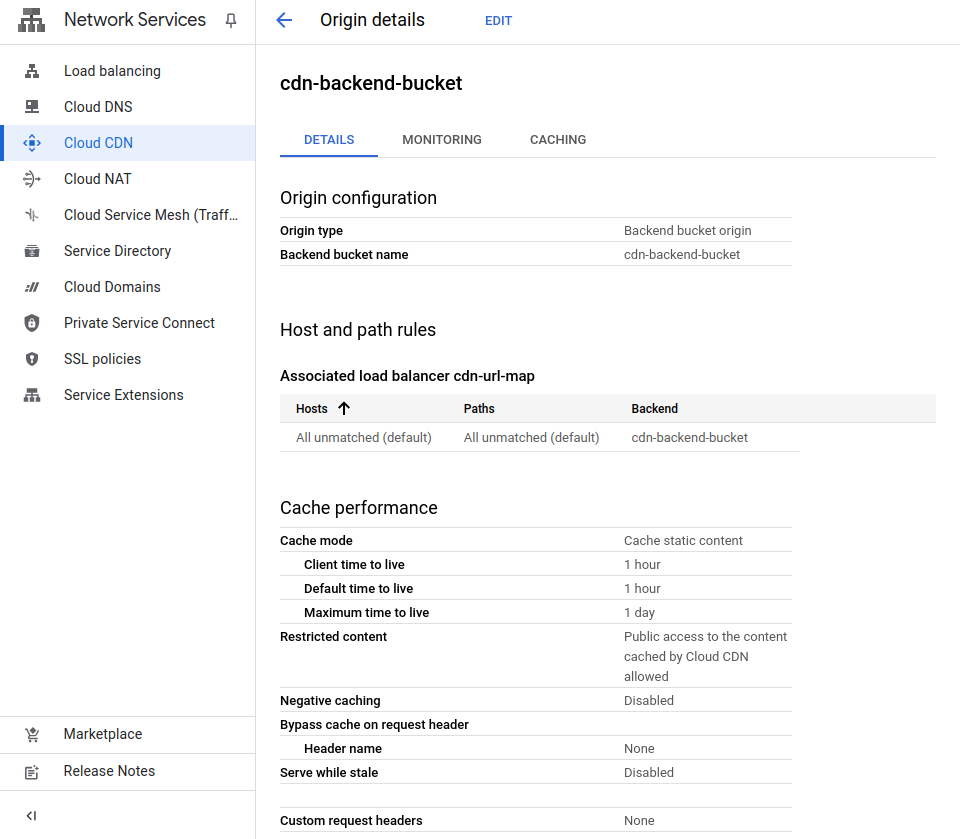 Network Services
Origin details
EDIT
Load balancing
Cloud DNS
Cloud CDN
Cloud NAT
Cloud Service Mesh (Traff...
Service Directory
Cloud Domains
Private Service Connect
SSL policies
Service Extensions
Marketplace
Release Notes
cdn-backend-bucket
DETAILS MONITORING CACHING
Origin configuration
Origin type Backend bucket origin
Backend bucket name cdn-backend-bucket
Host and path rules
Associated load balancer cdn-url-map
Hosts Paths Backend
All unmatched (default) All unmatched (default) cdn-backend-bucket
Cache performance
Cache mode Cache static content
Client time to live 1 hour
Default time to live 1 hour
Maximum time to live 1 day
Restricted content Public access to the content
cached by Cloud CDN
allowed
Negative caching Disabled
Bypass cache on request header
Header name None
Serve while stale Disabled
Custom request headers None